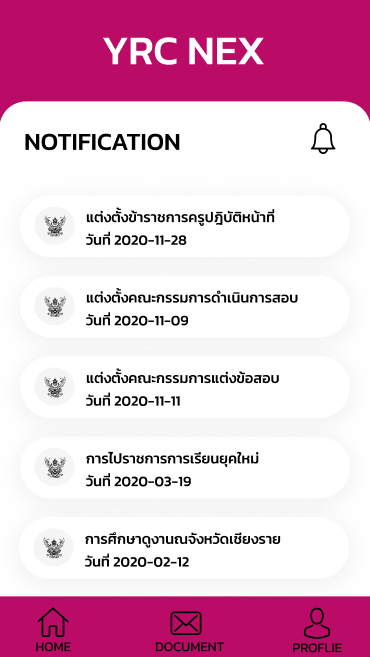 YRC NEX
NOTIFICATION
แต่งตั้งข้าราชการครูปฏิบัติหน้าที่
วันที่ 2020-11-28
แต่งตั้งคณะกรรมการดำเนินการสอบ
วันที่ 2020-11-09
แต่งตั้งคณะกรรมการแต่งข้อสอบ
วันที่ 2020-11-11
การไปราชการการเรียนยุคใหม่
วันที่ 2020-03-19
การศึกษาดูงานณจังหวัดเชียงราย
วันที่ 2020-02-12
HOME DOCUMENT PROFLIE